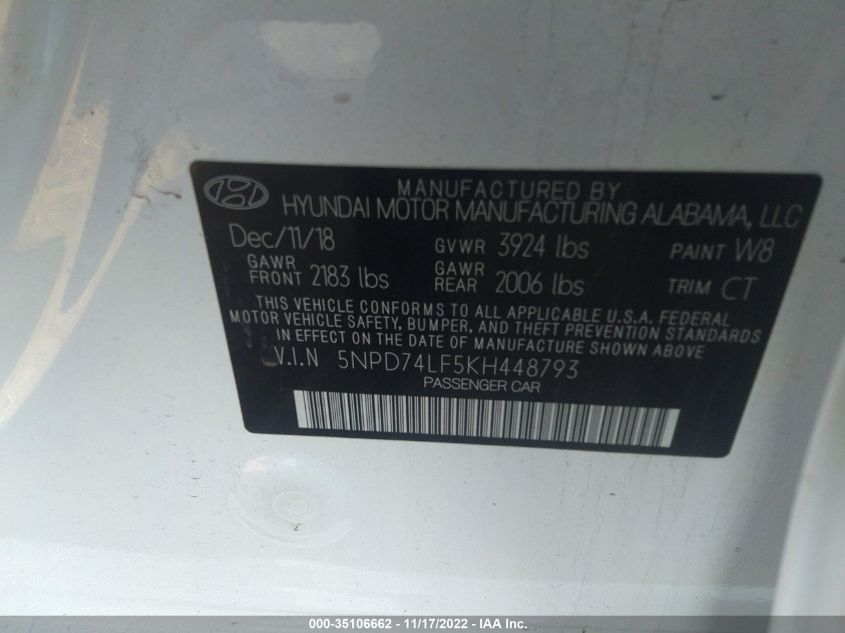 MANUFACTURED BY
HYUNDAI MOTOR MANUFACTURING ALABAMA, LLC
Dec/11/18 GVWR 3924 lbs PAINT W8
GAWR FRONT 2183 lbs GAWR REAR 2006 lbs TRIM CT
THIS VEHICLE CONFORMS TO ALL APPLICABLE U.S.A. FEDERAL
MOTOR VEHICLE SAFETY, BUMPER, AND THEFT PREVENTION STANDARDS
IN EFFECT ON THE DATE OF MANUFACTURE SHOWN ABOVE
V.I.N 5NPD74LF5KH448793
PASSENGER CAR
000-35106662 - 11/17/2022 - IAA Inc.